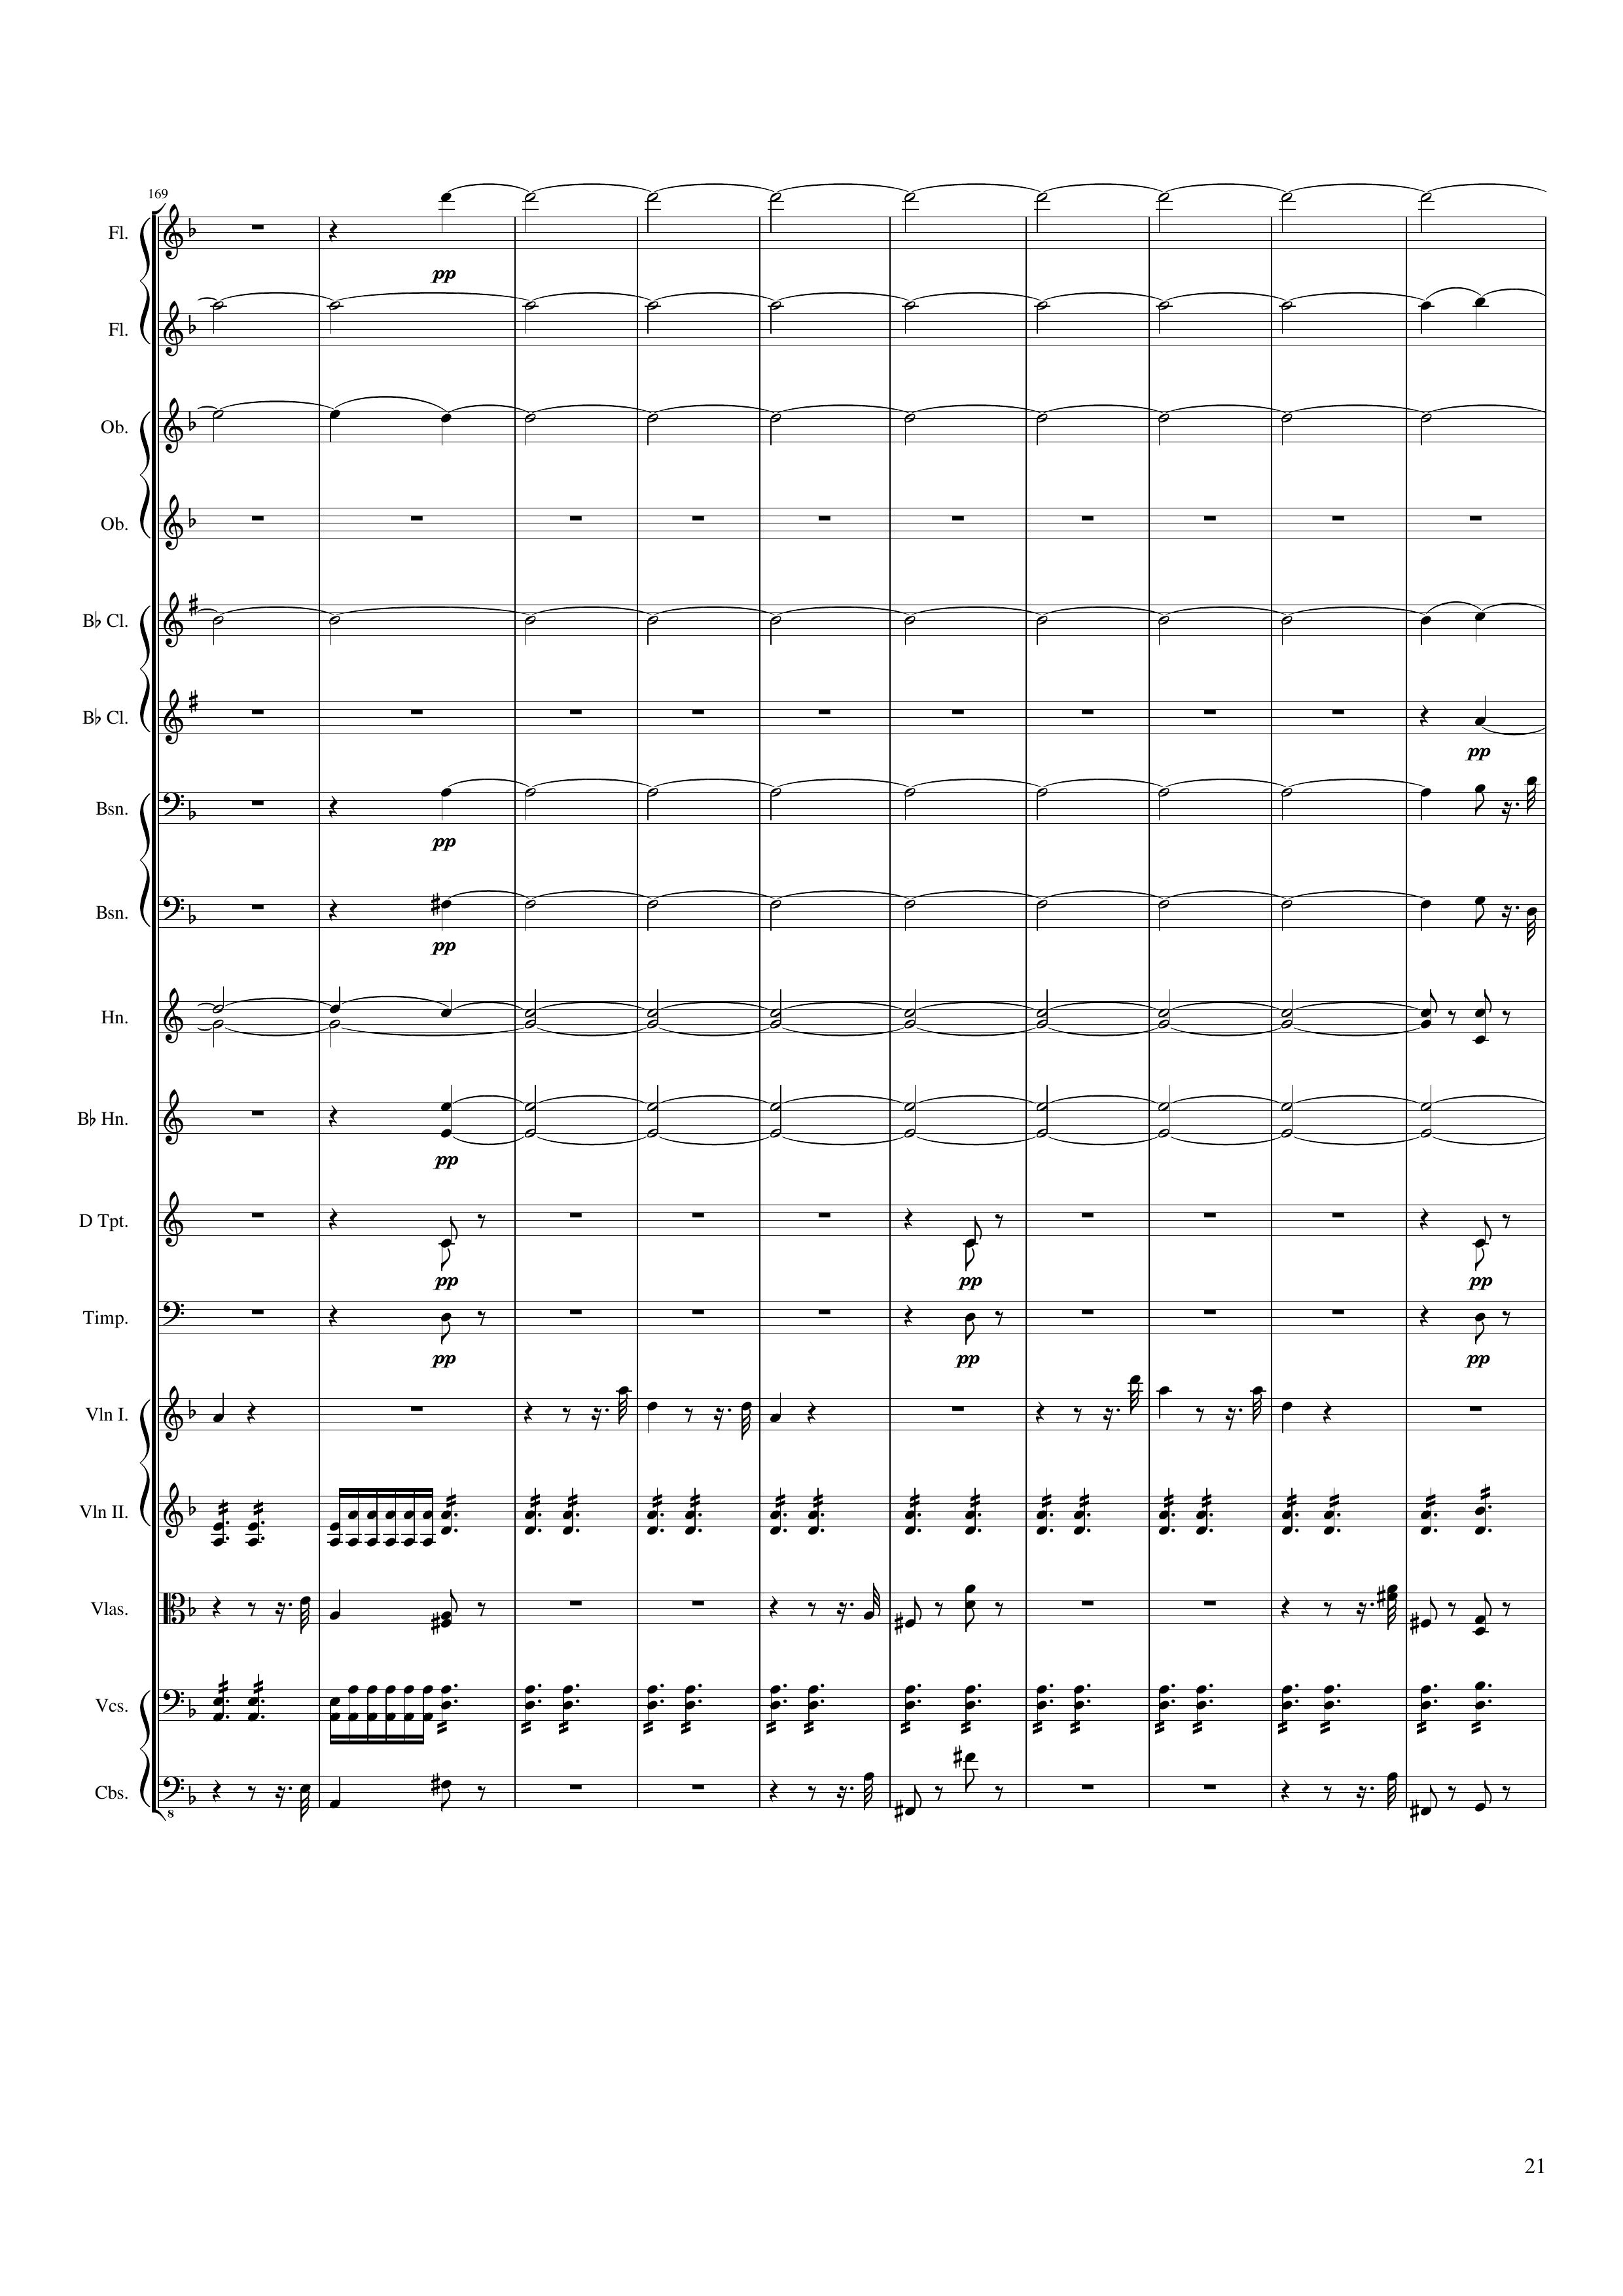 169
Fl.
pp
Fl.
Ob.
Ob.
B♭ Cl.
B♭ Cl.
pp
Bsn.
pp
Bsn.
pp
Hn.
B♭ Hn.
pp
D Tpt.
pp pp pp
Timp.
pp pp pp
Vln I.
Vln II.
Vlas.
Vcs.
Cbs.
8
21